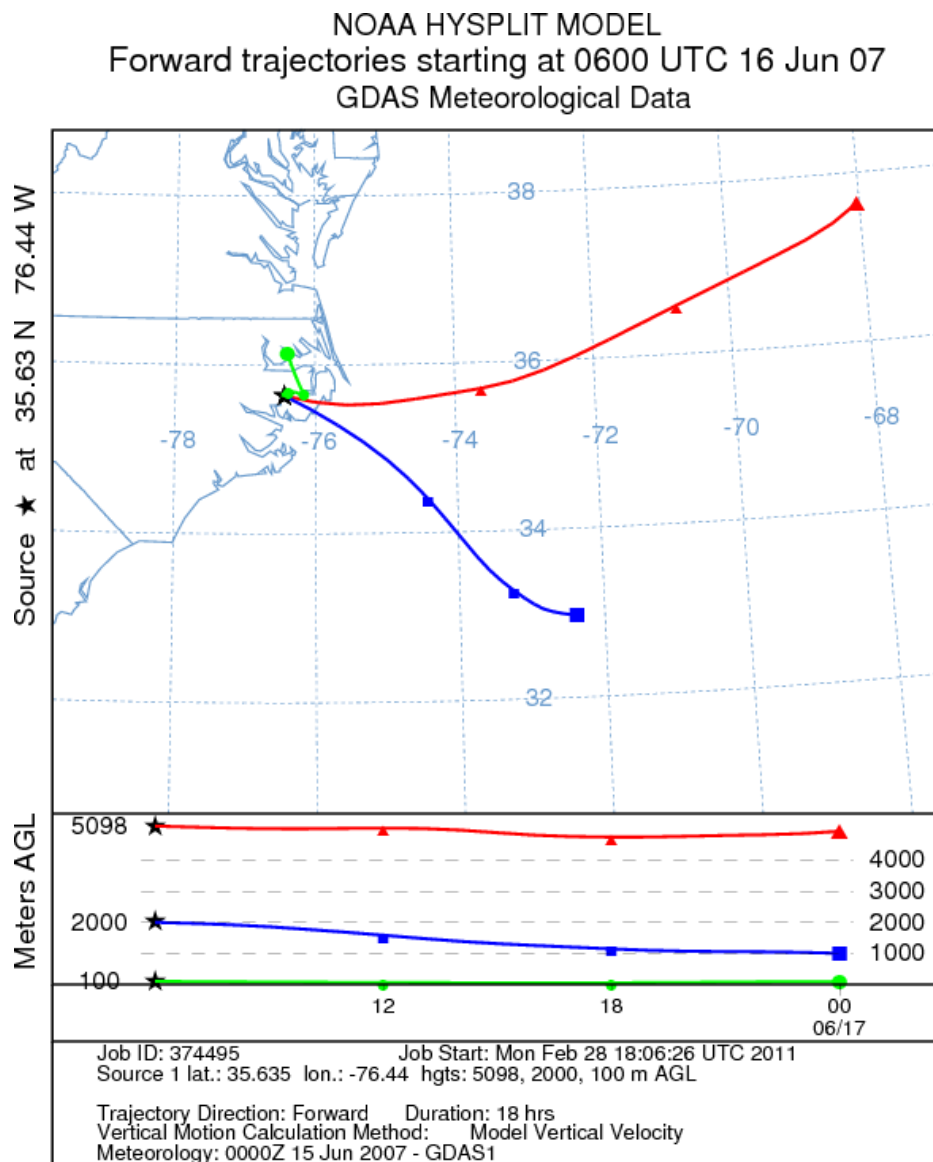 NOAA HYSPLIT MODEL
Forward trajectories starting at 0600 UTC 16 Jun 07
GDAS Meteorological Data
Source ★ at 35.63 N 76.44 W
38
36
-78
-76
-74
-72
-70
-68
34
32
Meters AGL
5098
4000
3000
2000
2000
1000
100
12
18
00
06/17
Job ID: 374495 Job Start: Mon Feb 28 18:06:26 UTC 2011
Source 1 lat.: 35.635 lon.: -76.44 hgts: 5098, 2000, 100 m AGL
Trajectory Direction: Forward Duration: 18 hrs
Vertical Motion Calculation Method: Model Vertical Velocity
Meteorology: 0000Z 15 Jun 2007 - GDAS1